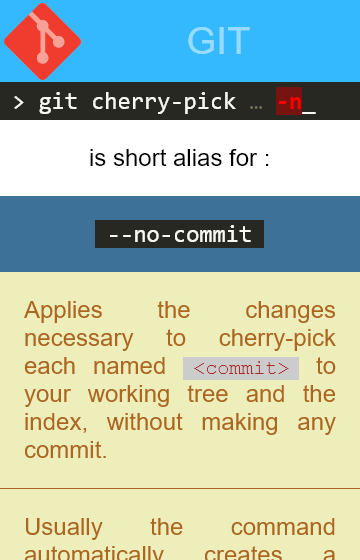 GIT
> git cherry-pick … -n_
is short alias for :
--no-commit
Applies the changes
necessary to cherry-pick
each named <commit> to
your working tree and the
index, without making any
commit.
Usually the command
automatically creates a